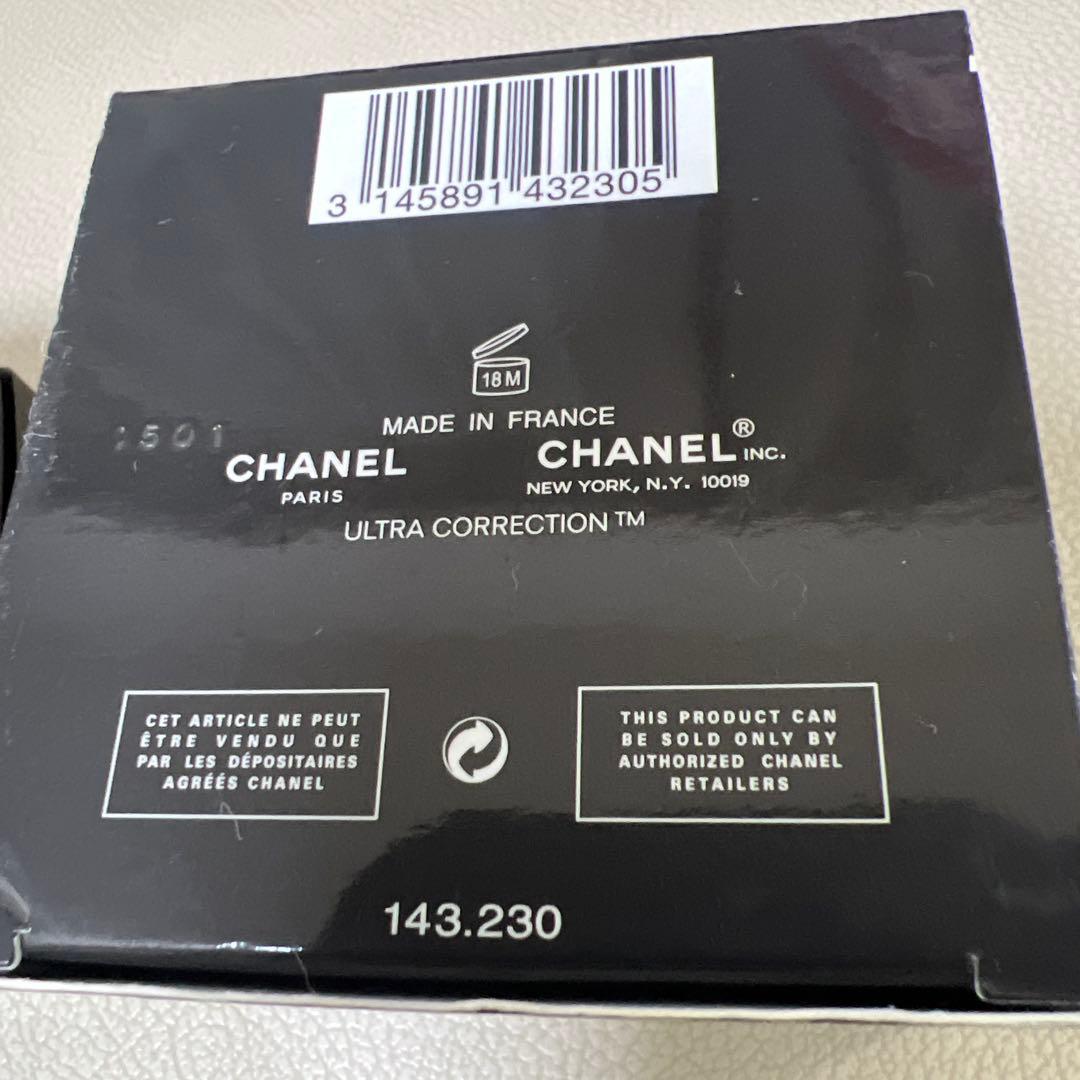 3 145891 432305
18 M
MADE IN FRANCE
1501
CHANEL
PARIS
CHANEL® INC.
NEW YORK, N.Y. 10019
ULTRA CORRECTION™
CET ARTICLE NE PEUT
ÊTRE VENDU QUE
PAR LES DÉPOSITAIRES
AGRÉÉS CHANEL
THIS PRODUCT CAN
BE SOLD ONLY BY
AUTHORIZED CHANEL
RETAILERS
143.230